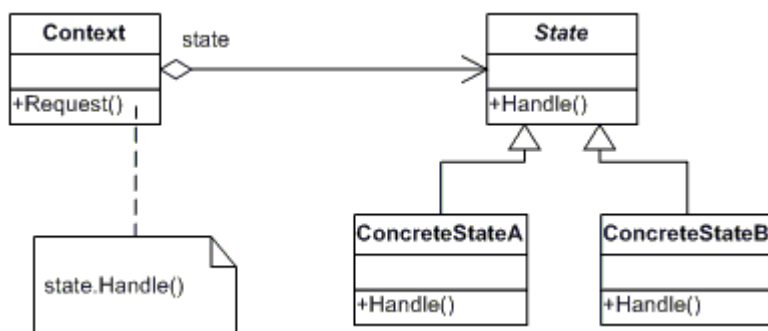 Context
state
State
+Request()
+Handle()
ConcreteStateA
ConcreteStateB
state.Handle()
+Handle()
+Handle()